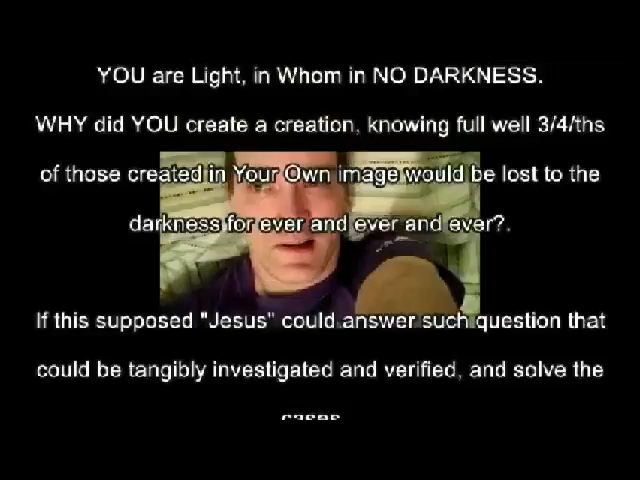 YOU are Light, in Whom in NO DARKNESS.
WHY did YOU create a creation, knowing full well 3/4/ths
of those created in Your Own image would be lost to the
darkness for ever and ever and ever?.
If this supposed "Jesus" could answer such question that
could be tangibly investigated and verified, and solve the